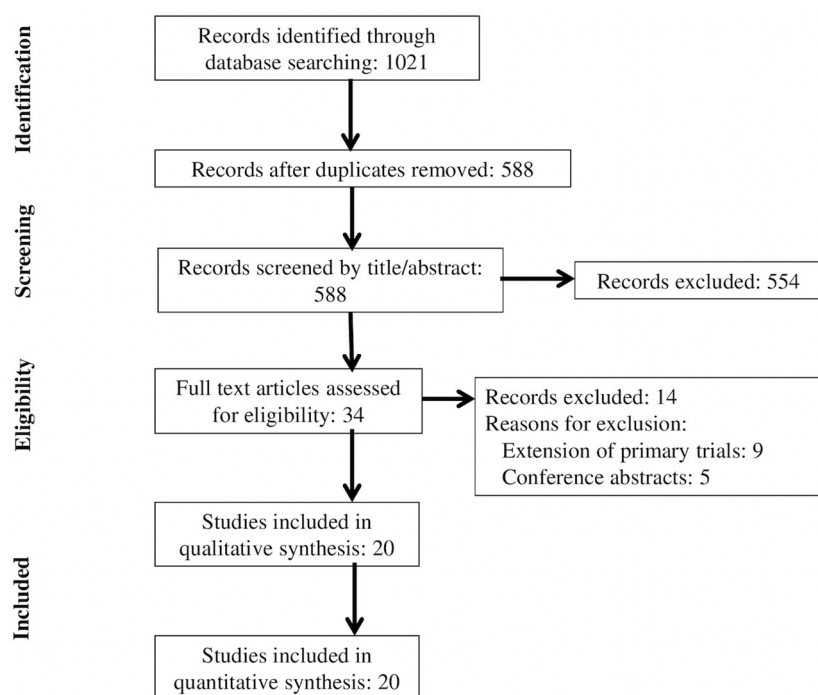 Identification
Records identified through
database searching: 1021
Records after duplicates removed: 588
Screening
Records screened by title/abstract:
588
Records excluded: 554
Eligibility
Full text articles assessed
for eligibility: 34
Records excluded: 14
Reasons for exclusion:
Extension of primary trials: 9
Conference abstracts: 5
Included
Studies included in
qualitative synthesis: 20
Studies included in
quantitative synthesis: 20